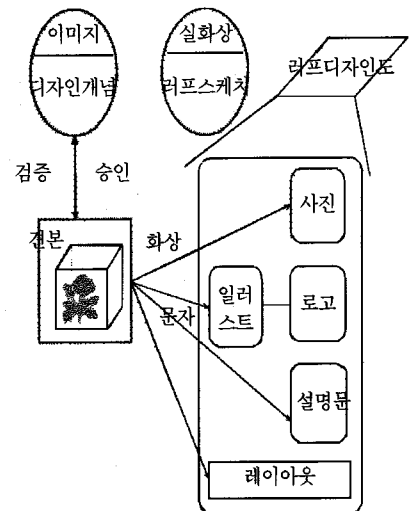 이미지
디자인개념
실화상
러프스케치
러프디자인도
검증
승인
견본
화상
문자
사진
일러
스트
로고
설명문
레이아웃